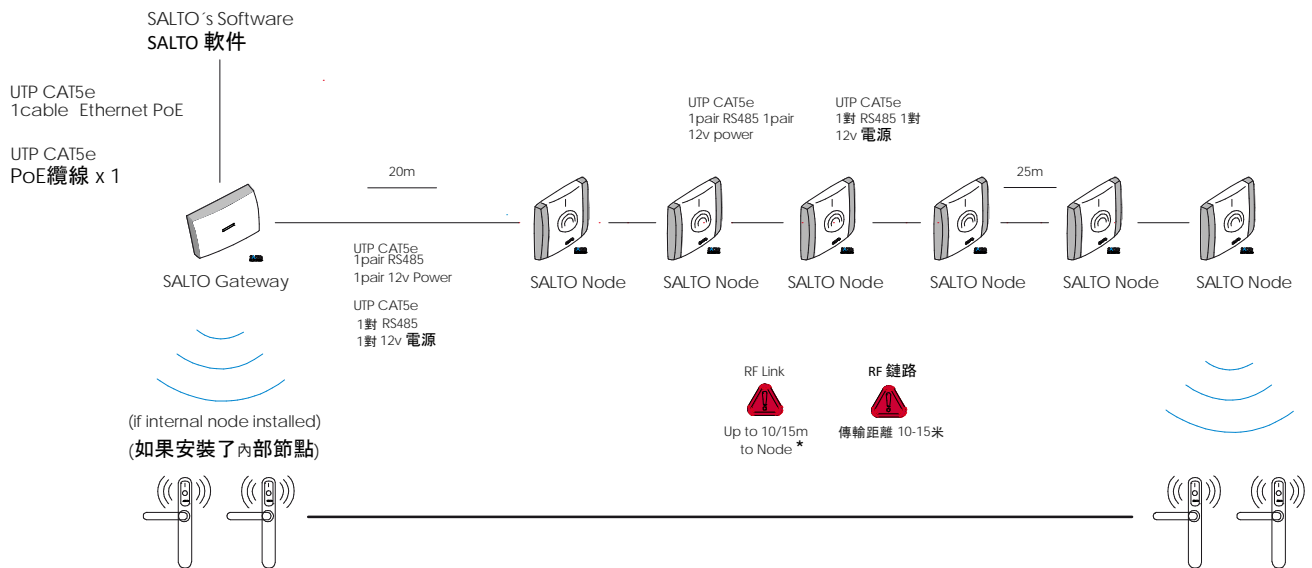 SALTO´s Software
SALTO 軟件
UTP CAT5e
1cable Ethernet PoE
UTP CAT5e
PoE纜線 x 1
UTP CAT5e
1pair RS485 1pair
12v power
UTP CAT5e
1對 RS485 1對
12v 電源
20m
25m
UTP CAT5e
1pair RS485
1pair 12v Power
UTP CAT5e
1對 RS485
1對 12v 電源
SALTO Gateway
SALTO Node
SALTO Node
SALTO Node
SALTO Node
SALTO Node
SALTO Node
RF Link
Up to 10/15m
to Node *
RF 鏈路
傳輸距離 10-15米
(if internal node installed)
(如果安裝了內部節點)